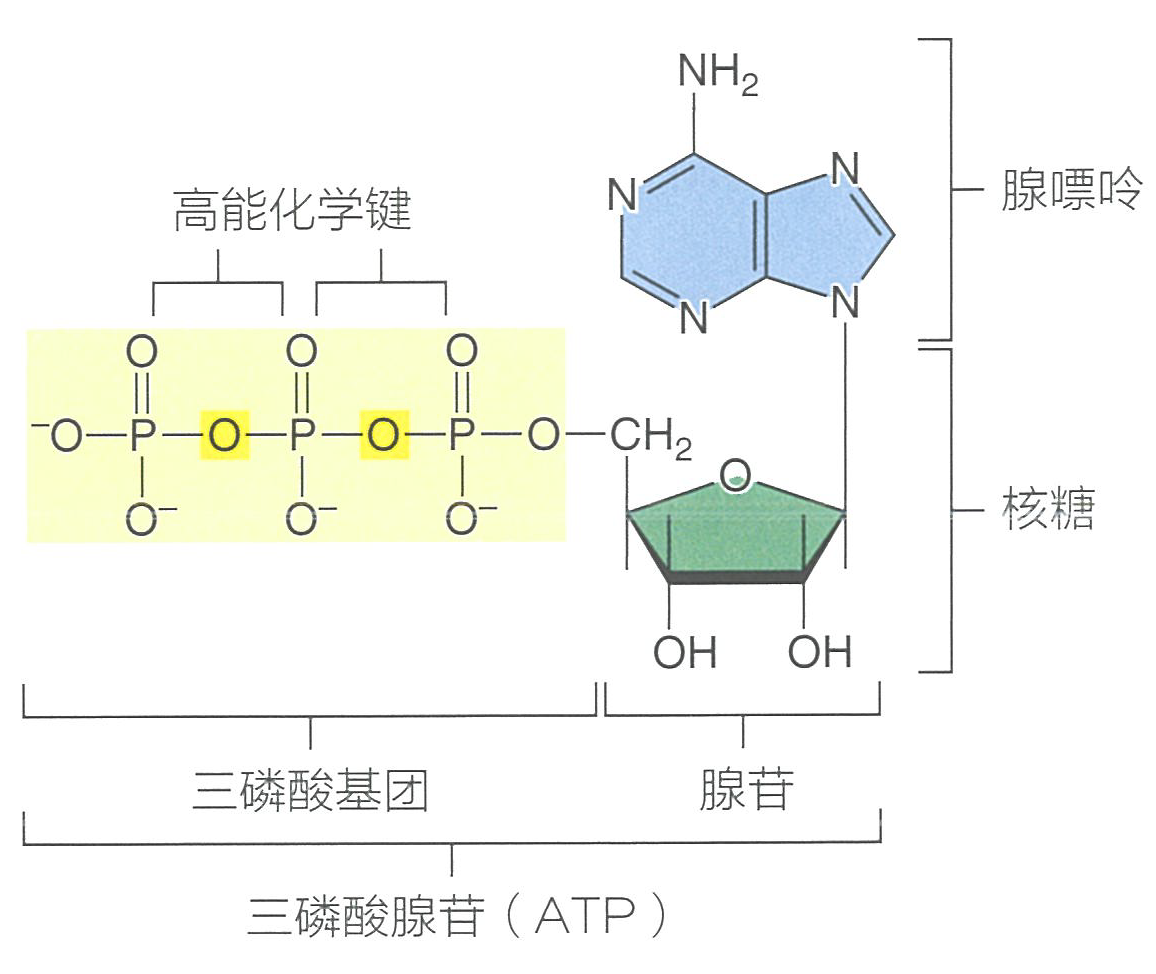 NH₂
N
N
腺嘌呤
高能化学键
N
N
O O O
⁻O P O P O P O CH₂
O
O⁻ O⁻ O⁻
核糖
OH OH
三磷酸基团
腺苷
三磷酸腺苷（ATP）